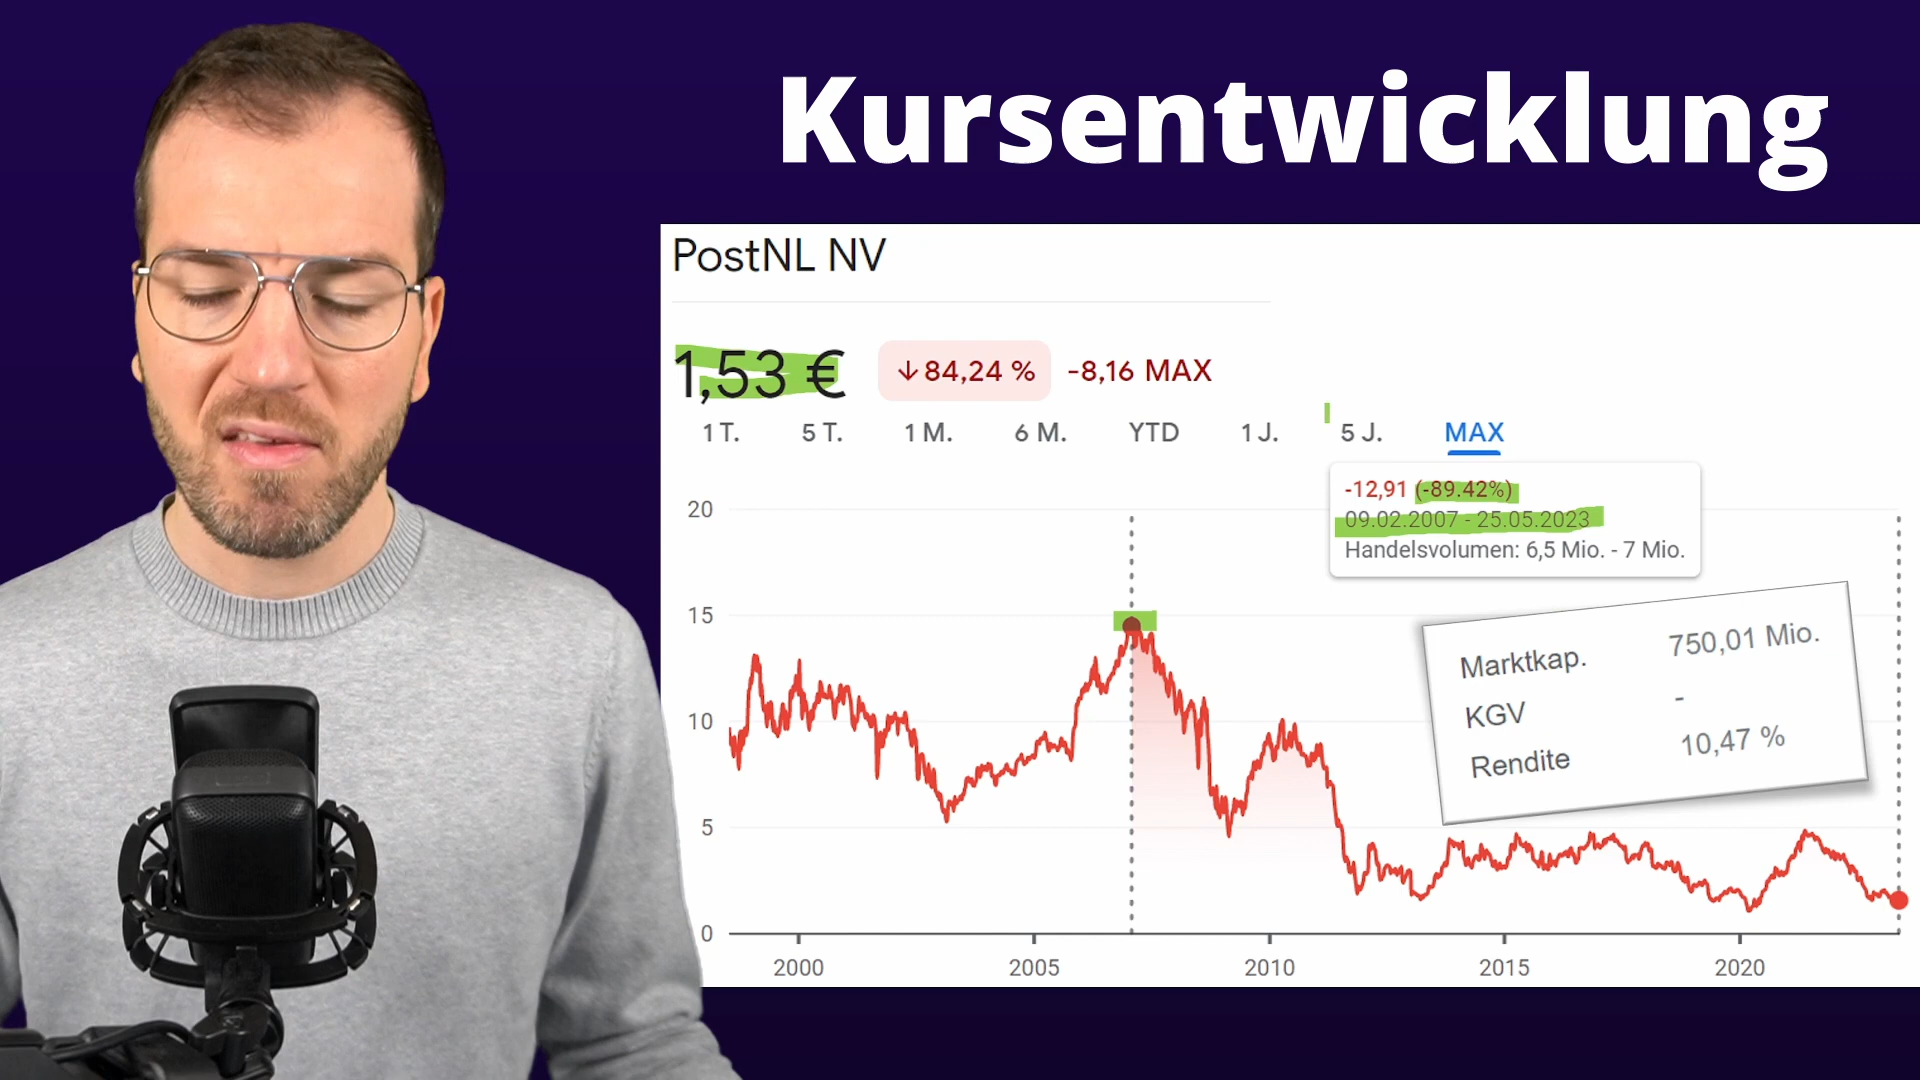 Kursentwicklung
PostNL NV
1,53 €
↓ 84,24 % -8,16 MAX
1 T. 5 T. 1 M. 6 M. YTD 1 J. 5 J. MAX
-12,91 (-89.42%)
09.02.2007 - 25.05.2023
Handelsvolumen: 6,5 Mio. - 7 Mio.
20
15
10
5
0
Marktkap. 750,01 Mio.
KGV -
Rendite 10,47 %
2000 2005 2010 2015 2020